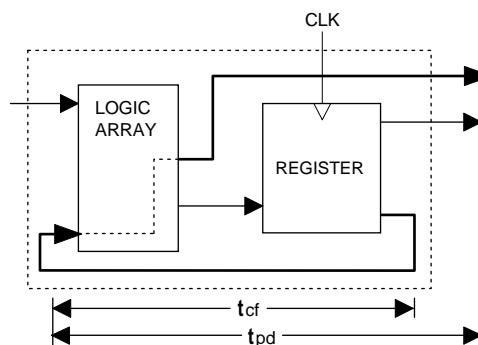 CLK
LOGIC
ARRAY
REGISTER
tcf
tpd